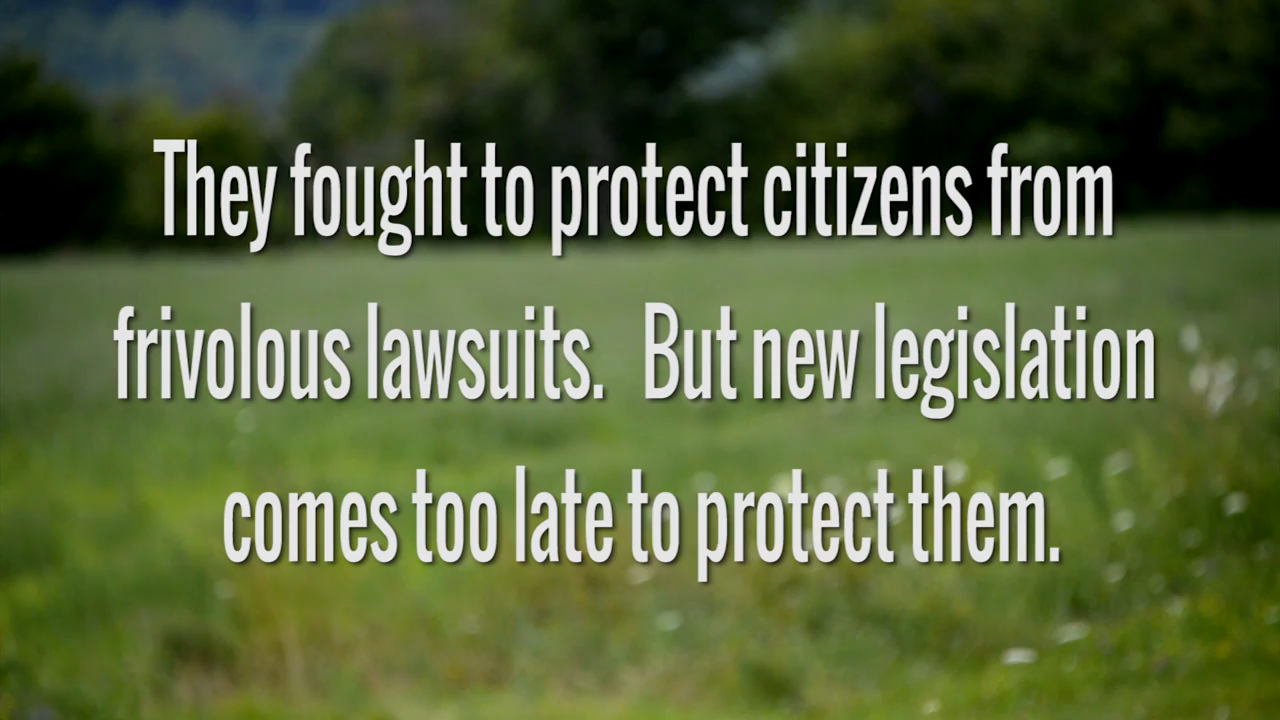 They fought to protect citizens from
frivolous lawsuits.  But new legislation
comes too late to protect them.